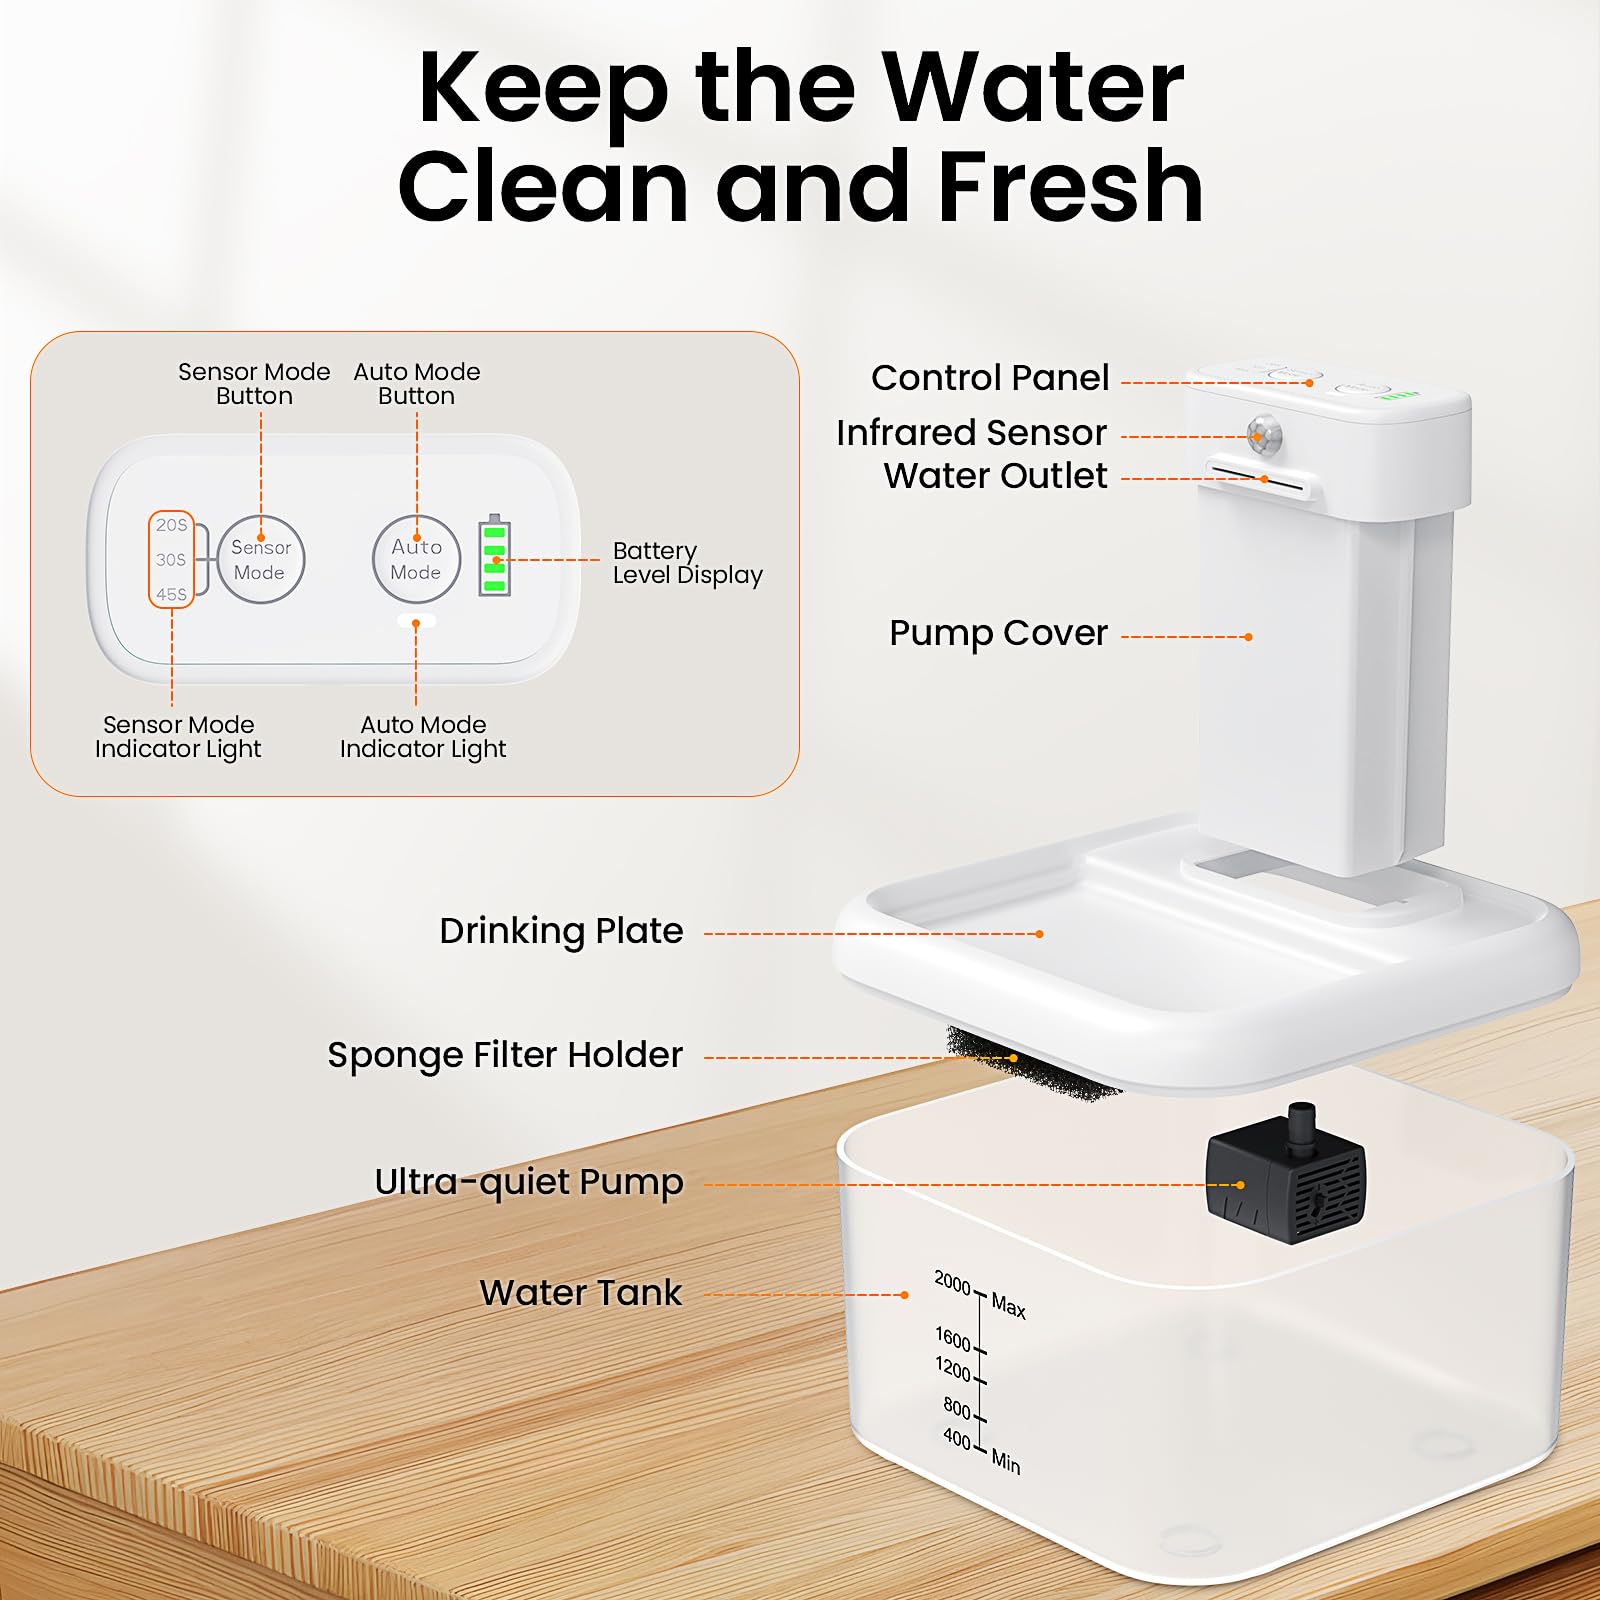 Keep the Water
Clean and Fresh
Sensor Mode
Button
Auto Mode
Button
20S
30S
45S
Sensor
Mode
Auto
Mode
Battery
Level Display
Sensor Mode
Indicator Light
Auto Mode
Indicator Light
Control Panel
Infrared Sensor
Water Outlet
Pump Cover
Drinking Plate
Sponge Filter Holder
Ultra-quiet Pump
Water Tank
2000 Max
1600
1200
800
400 Min